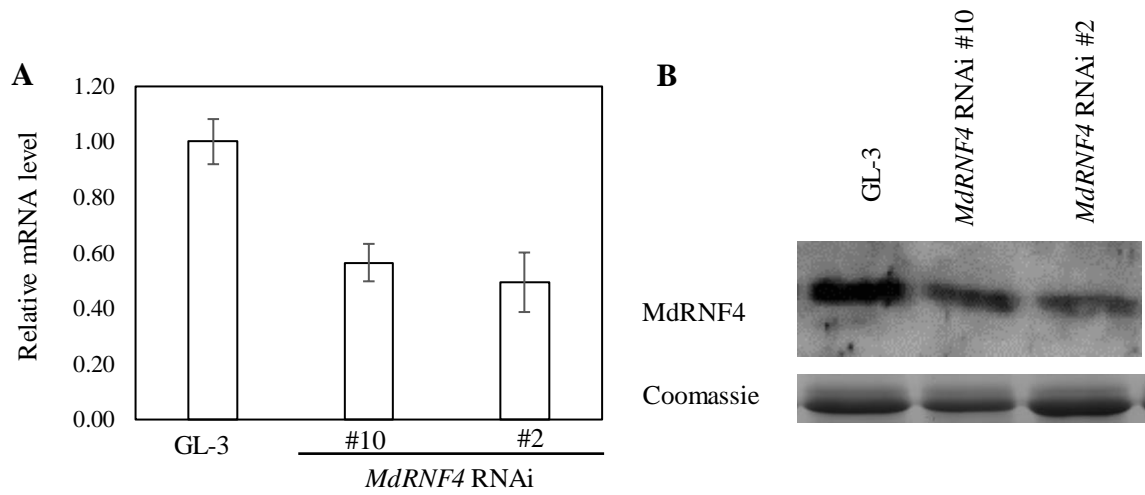 A
Relative mRNA level
1.20
1.00
0.80
0.60
0.40
0.20
0.00
GL-3
#10
#2
MdRNF4 RNAi
B
GL-3
MdRNF4 RNAi #10
MdRNF4 RNAi #2
MdRNF4
Coomassie